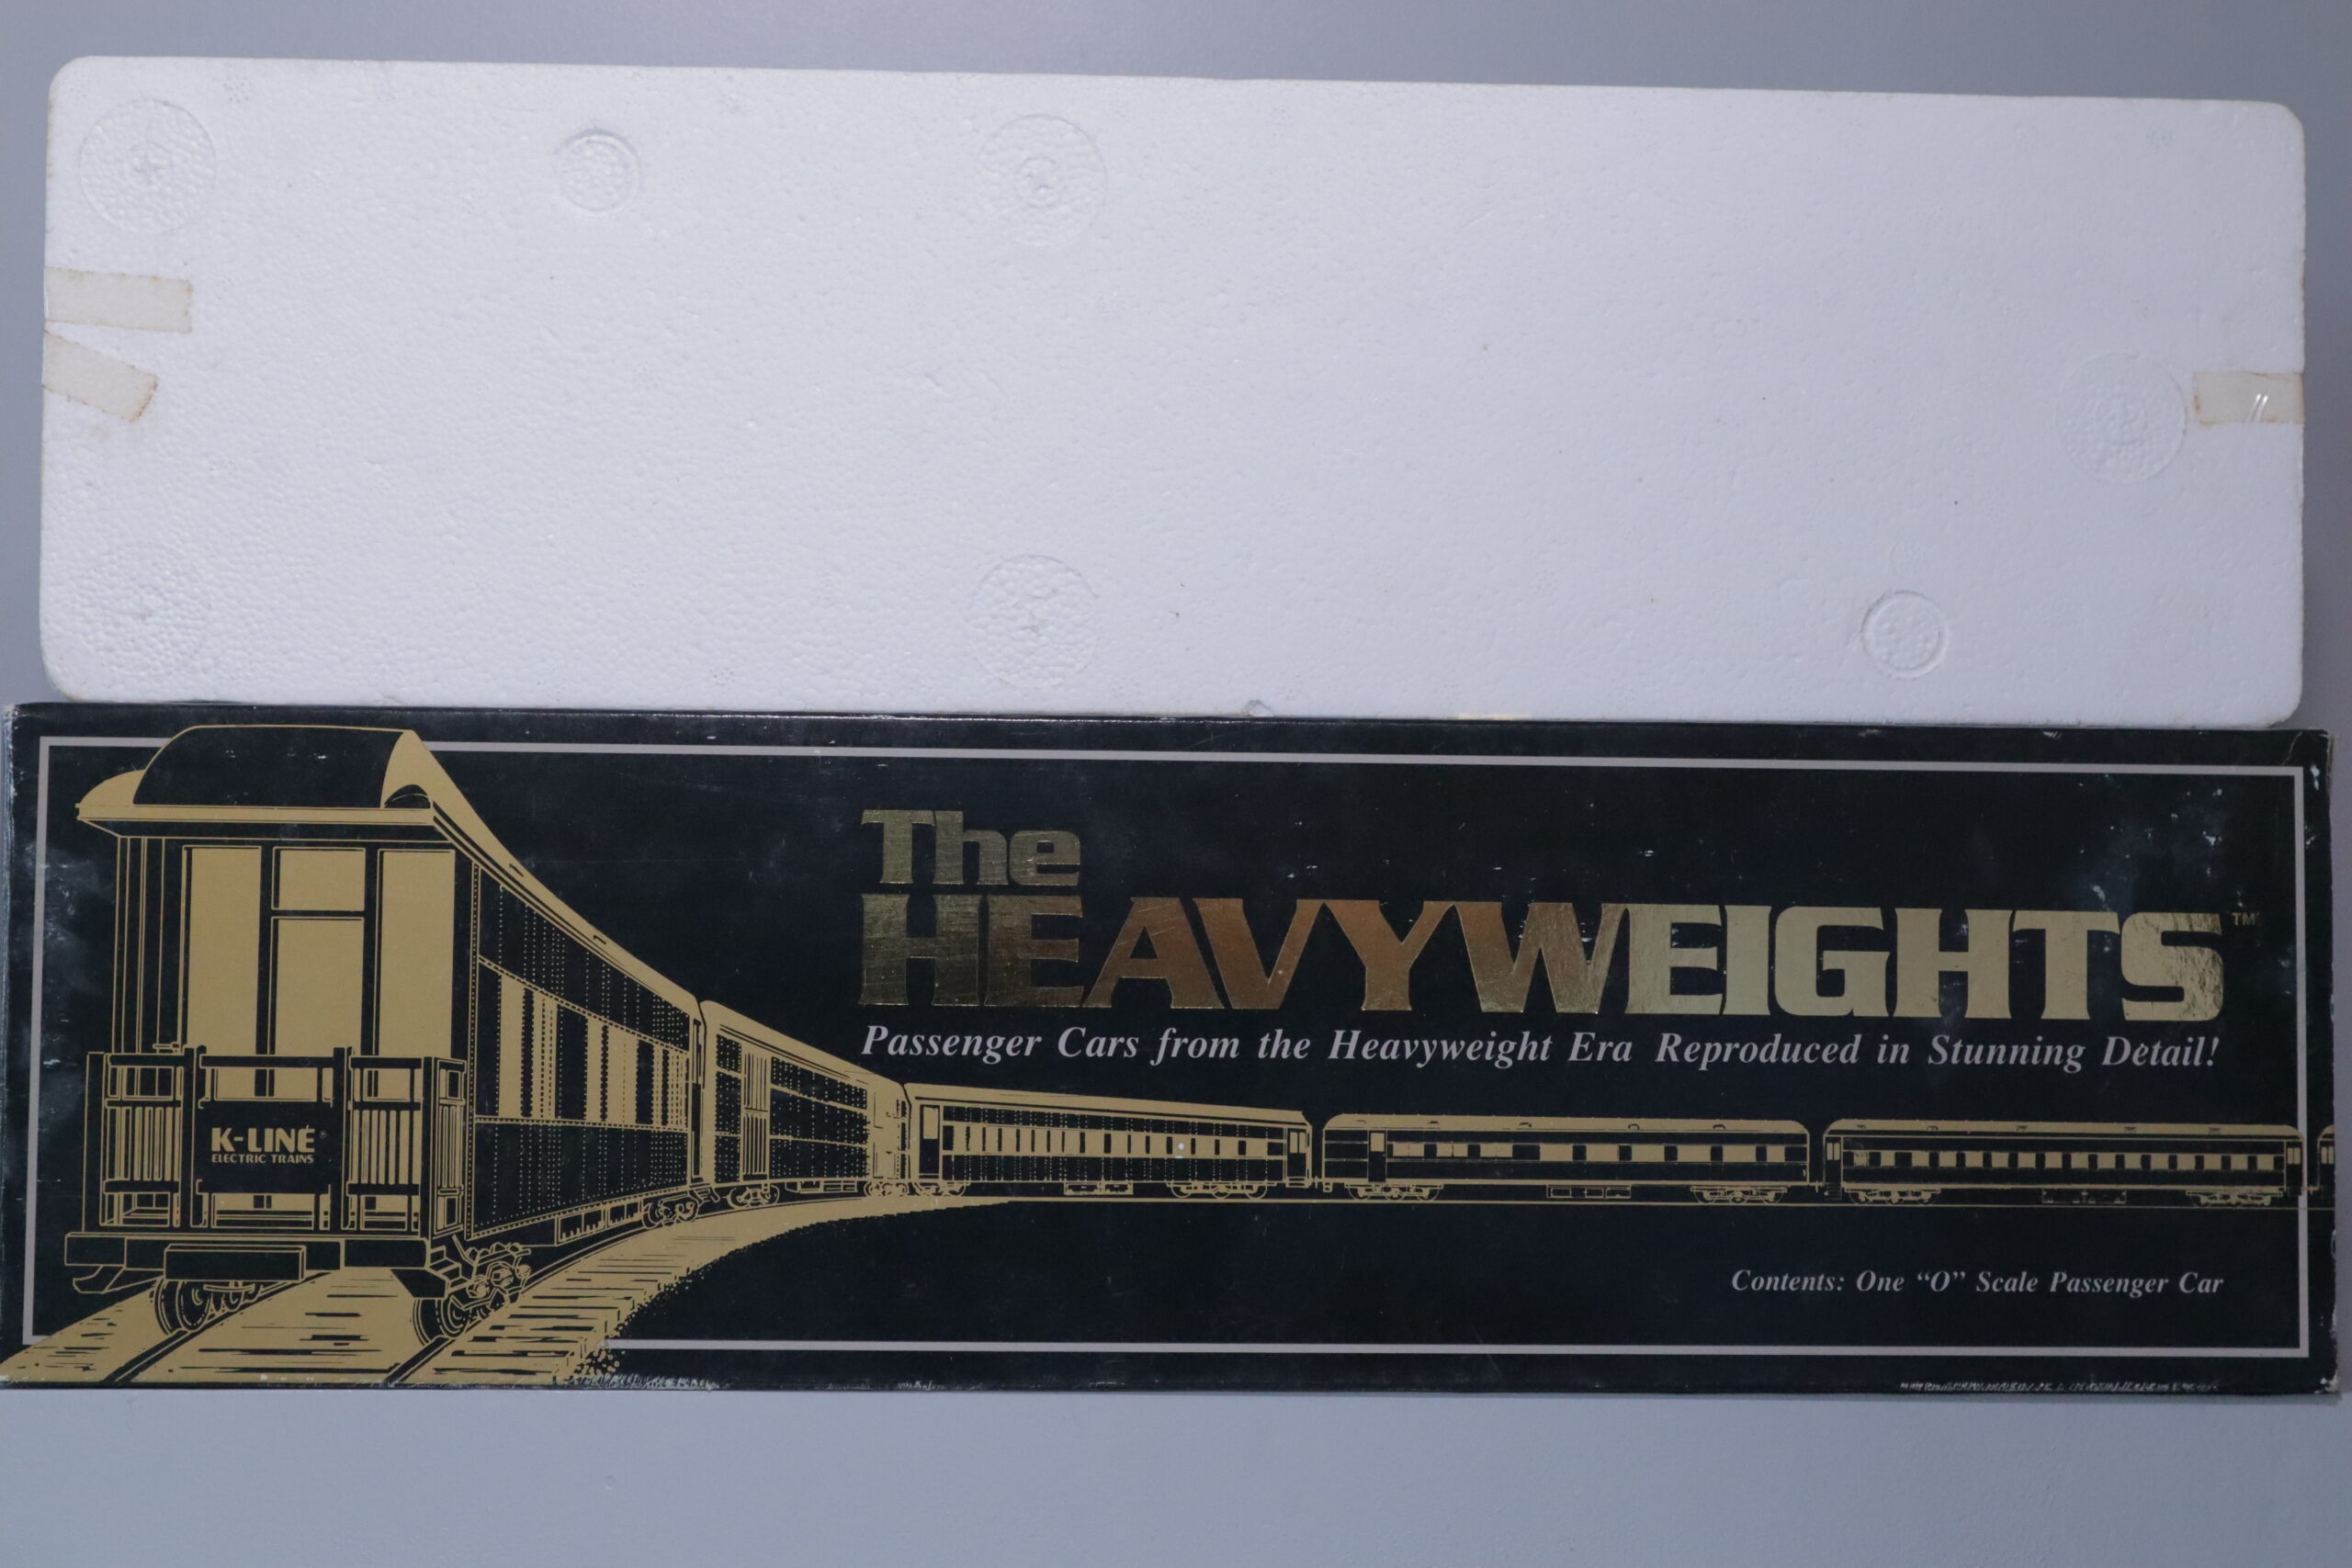 The
HEAVYWEIGHTS™
Passenger Cars from the Heavyweight Era Reproduced in Stunning Detail!
K-LINE®
ELECTRIC TRAINS
Contents: One “O” Scale Passenger Car